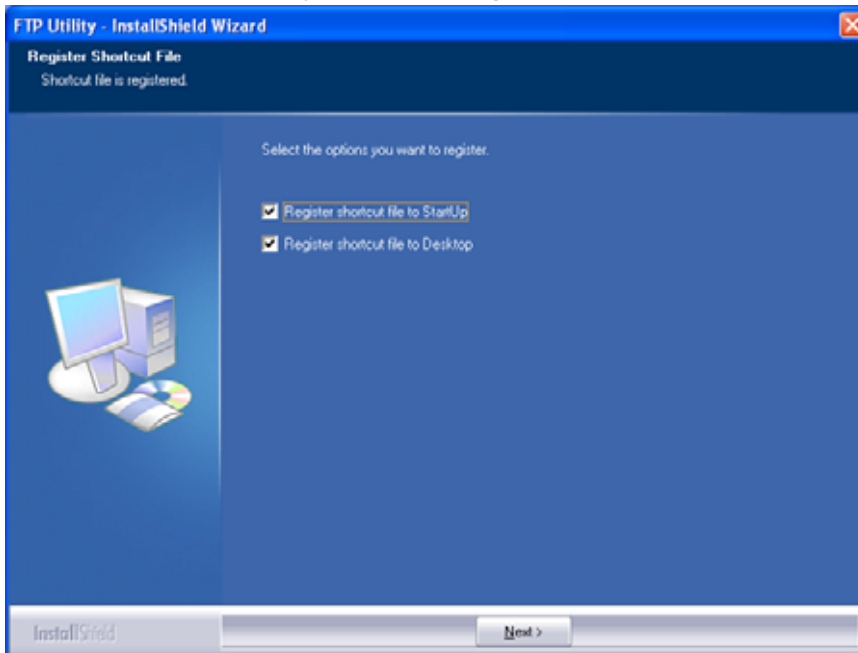 FTP Utility - InstallShield Wizard
Register Shortcut File
Shortcut file is registered.
Select the options you want to register.
Register shortcut file to StartUp
Register shortcut file to Desktop
InstallShield
Next >